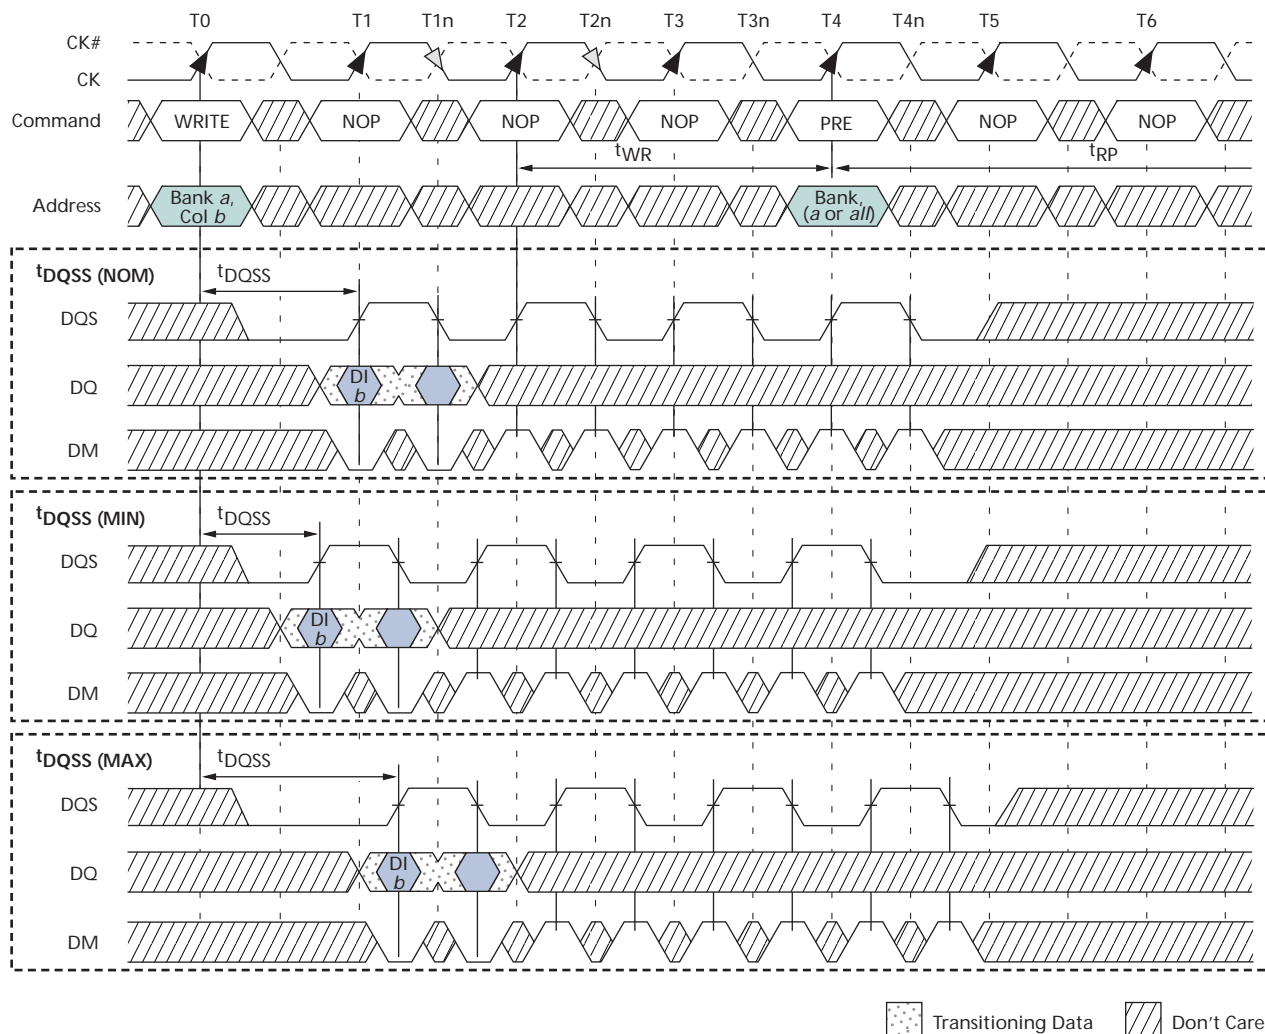 T0 T1 T1n T2 T2n T3 T3n T4 T4n T5 T6
CK#
CK
Command WRITE NOP NOP NOP PRE NOP NOP
tWR tRP
Address Bank a, Col b Bank, (a or all)
tDQSS (NOM) tDQSS
DQS
DQ DI b
DM
tDQSS (MIN) tDQSS
DQS
DQ DI b
DM
tDQSS (MAX) tDQSS
DQS
DQ DI b
DM
Transitioning Data Don't Care